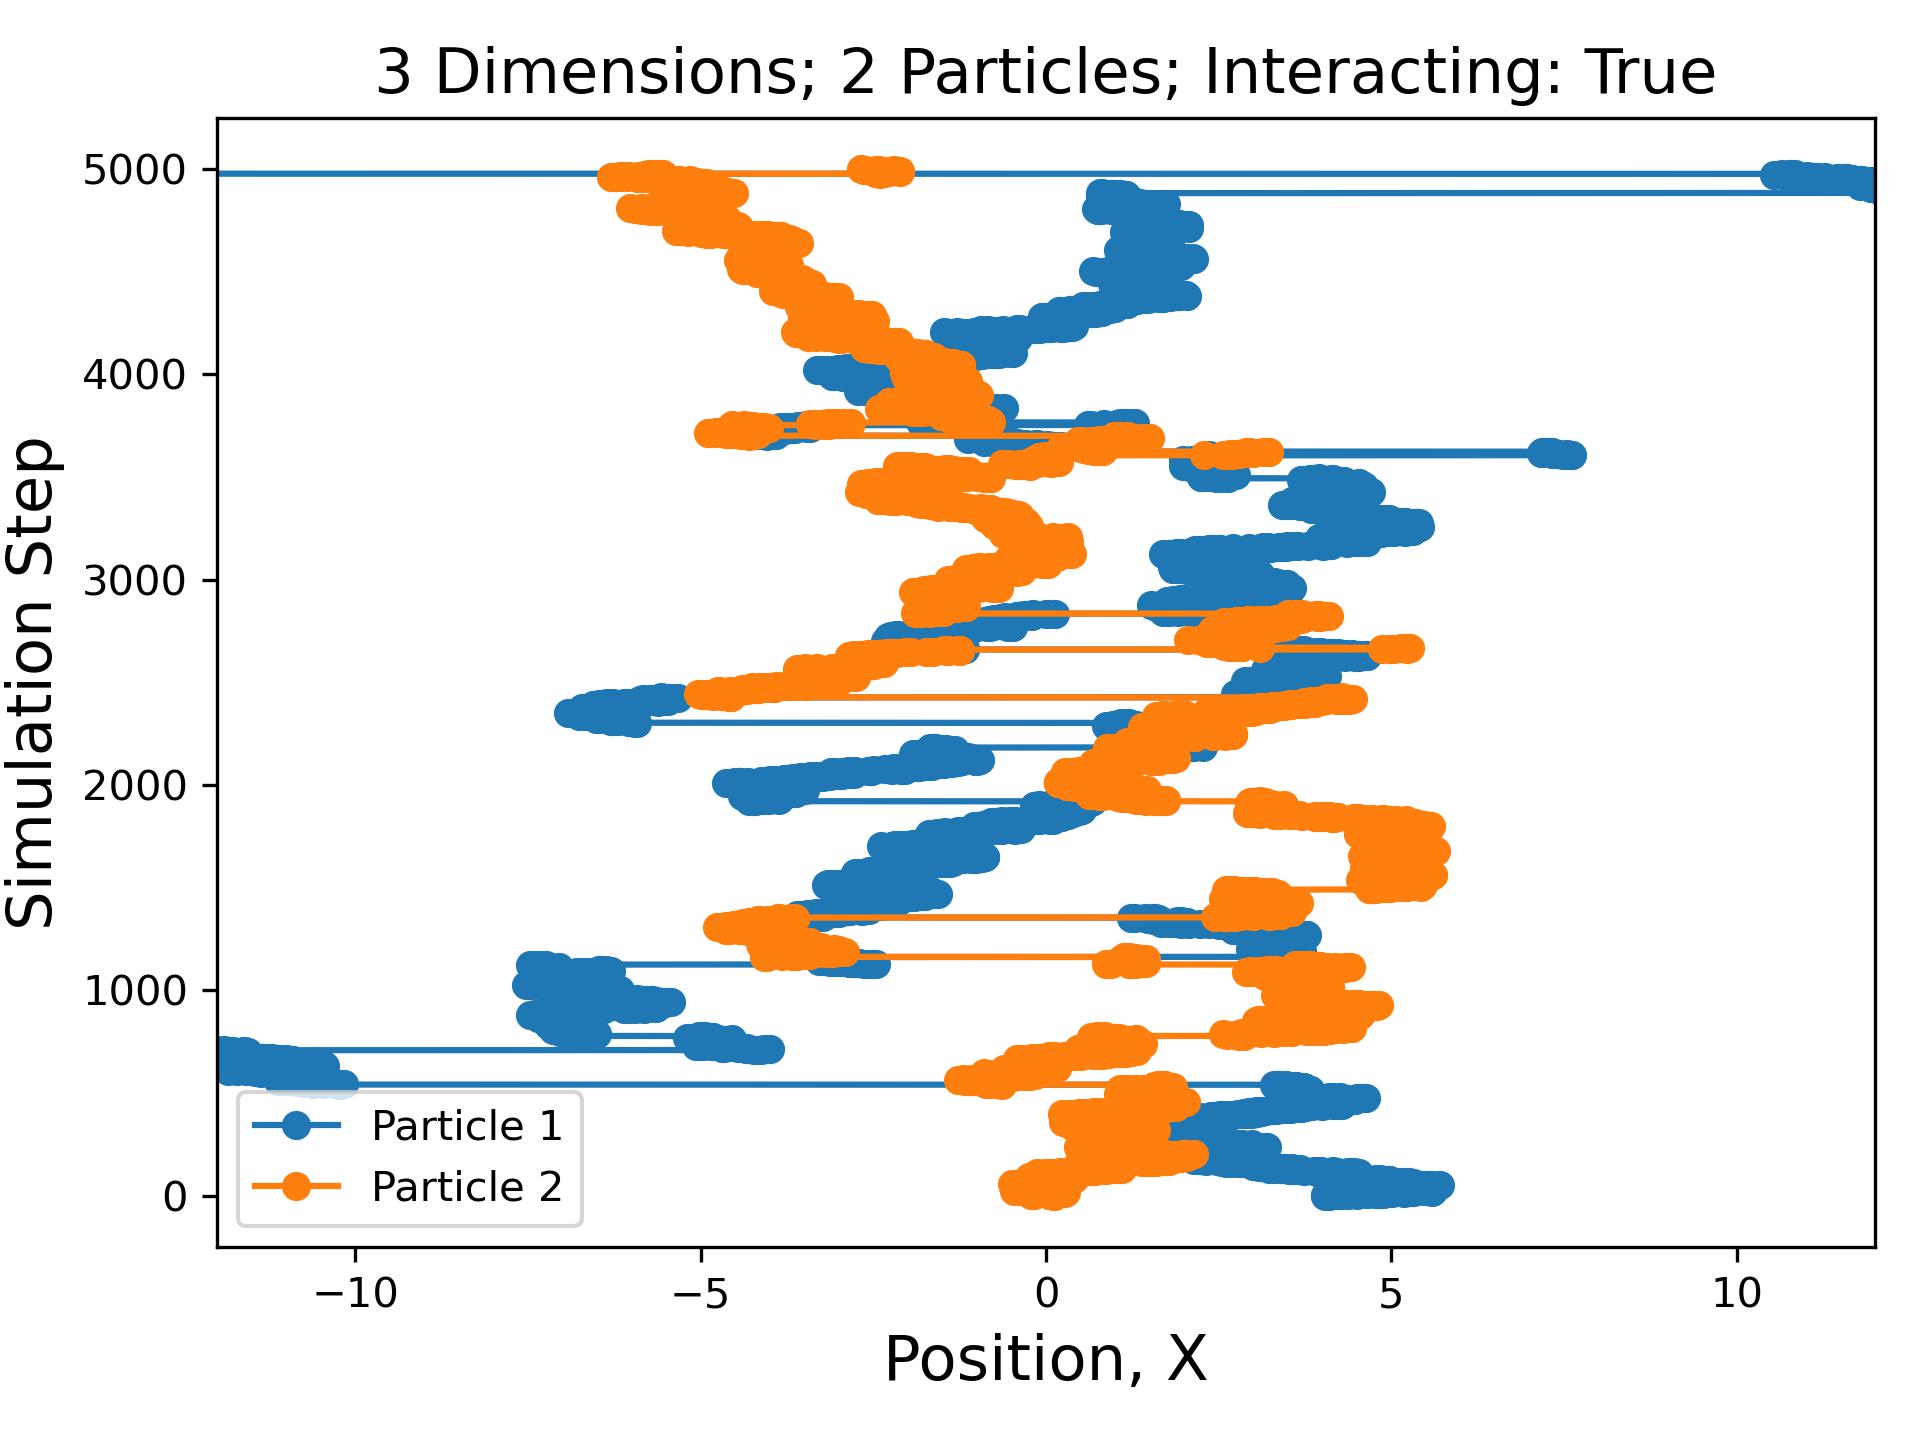 3 Dimensions; 2 Particles; Interacting: True
Simulation Step
5000
4000
3000
2000
1000
0
Particle 1
Particle 2
−10
−5
0
5
10
Position, X